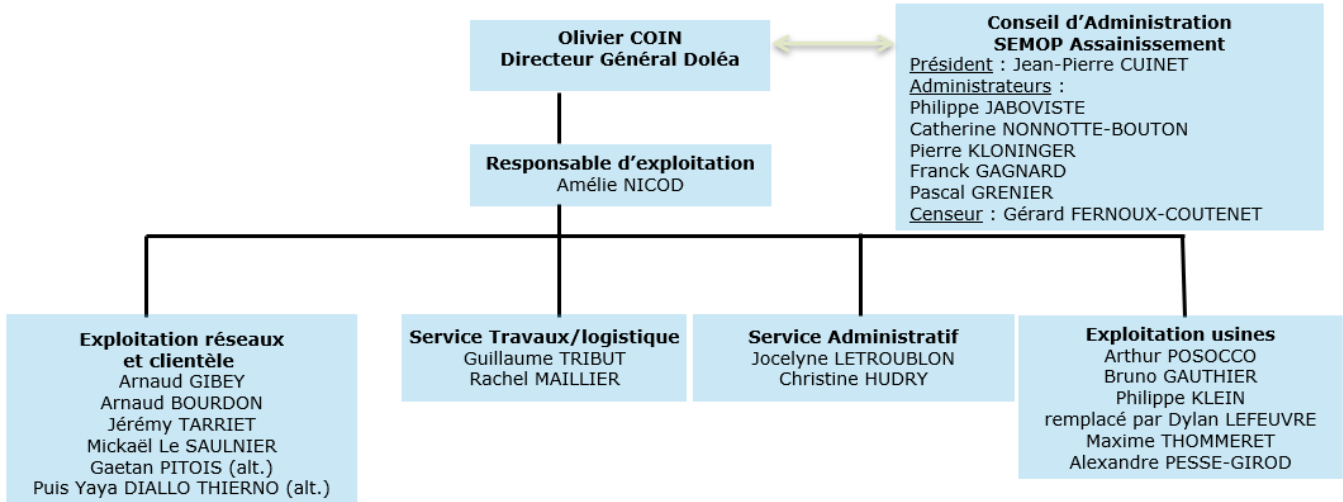 Olivier COIN
Directeur Général Doléa
Conseil d’Administration
SEMOP Assainissement
Président : Jean-Pierre CUINET
Administrateurs :
Philippe JABOVISTE
Catherine NONNOTTE-BOUTON
Pierre KLONINGER
Franck GAGNARD
Pascal GRENIER
Censeur : Gérard FERNOUX-COUTENET
Responsable d’exploitation
Amélie NICOD
Exploitation réseaux
et clientèle
Arnaud GIBEY
Arnaud BOURDON
Jérémy TARRIET
Mickaël Le SAULNIER
Gaetan PITOIS (alt.)
Puis Yaya DIALLO THIERNO (alt.)
Service Travaux/logistique
Guillaume TRIBUT
Rachel MAILLIER
Service Administratif
Jocelyne LETROUBLON
Christine HUDRY
Exploitation usines
Arthur POSOCCO
Bruno GAUTHIER
Philippe KLEIN
remplacé par Dylan LEFEUVRE
Maxime THOMMERET
Alexandre PESSE-GIROD